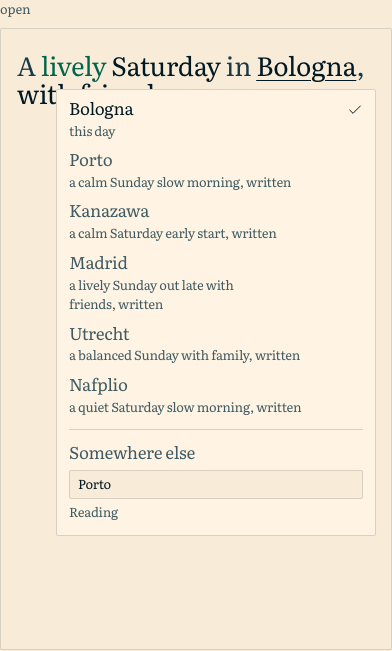 open
A lively Saturday in Bologna,
with friend
Bologna
this day
Porto
a calm Sunday slow morning, written
Kanazawa
a calm Saturday early start, written
Madrid
a lively Sunday out late with
friends, written
Utrecht
a balanced Sunday with family, written
Nafplio
a quiet Saturday slow morning, written
Somewhere else
Porto
Reading